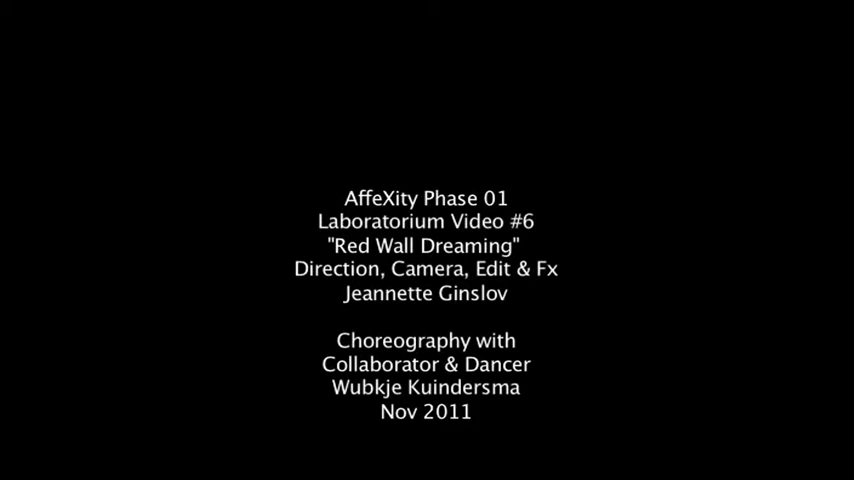 AffeXity Phase 01
Laboratorium Video #6
"Red Wall Dreaming"
Direction, Camera, Edit & Fx
Jeannette Ginslov
Choreography with
Collaborator & Dancer
Wubkje Kuindersma
Nov 2011